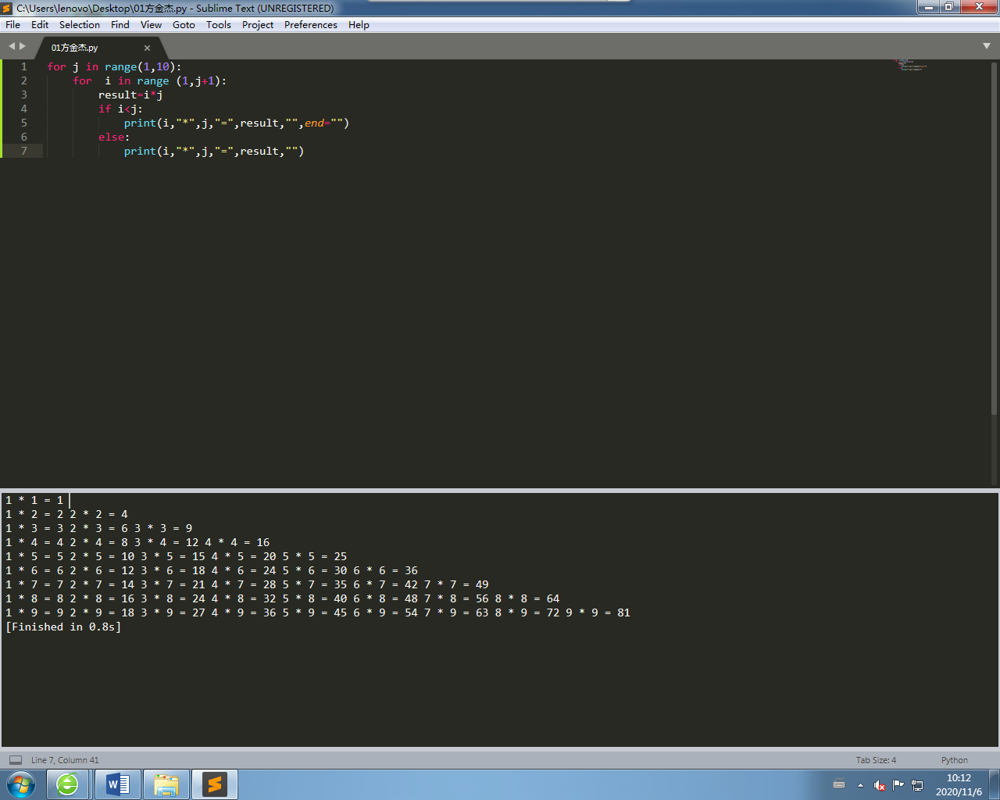 C:\Users\lenovo\Desktop\01方金杰.py - Sublime Text (UNREGISTERED)
File Edit Selection Find View Goto Tools Project Preferences Help
01方金杰.py
1 for j in range(1,10):
2     for  i in range (1,j+1):
3         result=i*j
4         if i<j:
5             print(i,"*",j,"=",result,"",end="")
6         else:
7             print(i,"*",j,"=",result,"")
1 * 1 = 1
1 * 2 = 2 2 * 2 = 4
1 * 3 = 3 2 * 3 = 6 3 * 3 = 9
1 * 4 = 4 2 * 4 = 8 3 * 4 = 12 4 * 4 = 16
1 * 5 = 5 2 * 5 = 10 3 * 5 = 15 4 * 5 = 20 5 * 5 = 25
1 * 6 = 6 2 * 6 = 12 3 * 6 = 18 4 * 6 = 24 5 * 6 = 30 6 * 6 = 36
1 * 7 = 7 2 * 7 = 14 3 * 7 = 21 4 * 7 = 28 5 * 7 = 35 6 * 7 = 42 7 * 7 = 49
1 * 8 = 8 2 * 8 = 16 3 * 8 = 24 4 * 8 = 32 5 * 8 = 40 6 * 8 = 48 7 * 8 = 56 8 * 8 = 64
1 * 9 = 9 2 * 9 = 18 3 * 9 = 27 4 * 9 = 36 5 * 9 = 45 6 * 9 = 54 7 * 9 = 63 8 * 9 = 72 9 * 9 = 81
[Finished in 0.8s]
Line 7, Column 41 Tab Size: 4 Python
10:12
2020/11/6